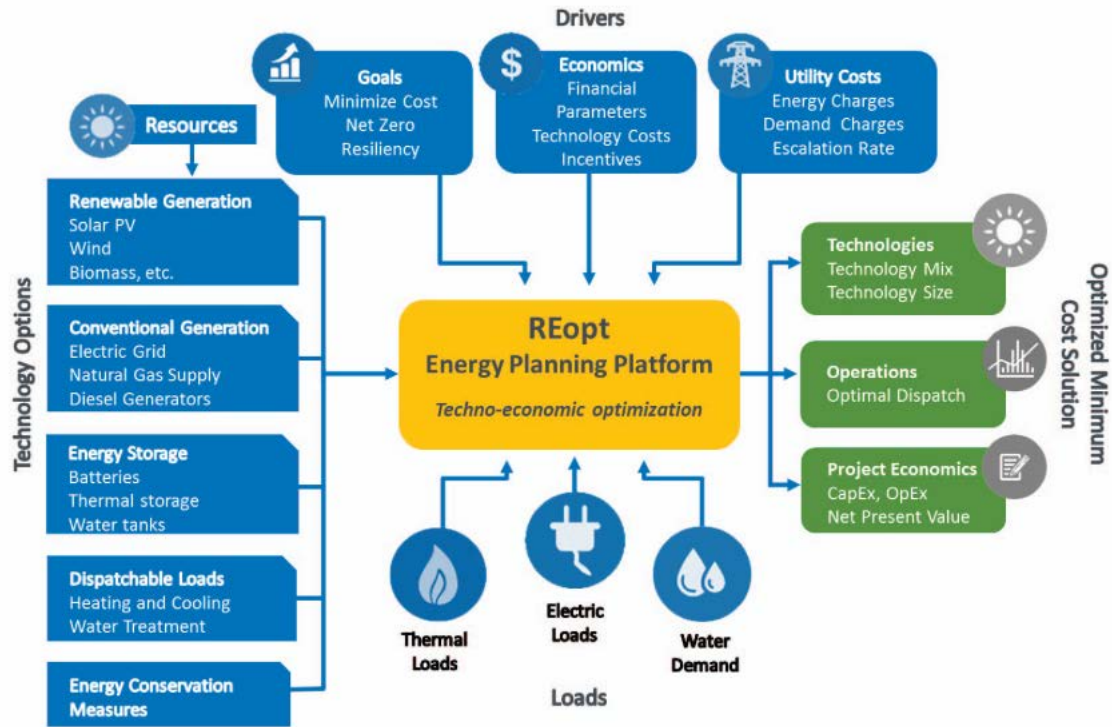 Drivers
Goals
Minimize Cost
Net Zero
Resiliency
$
Economics
Financial
Parameters
Technology Costs
Incentives
Utility Costs
Energy Charges
Demand Charges
Escalation Rate
Resources
Technology Options
Renewable Generation
Solar PV
Wind
Biomass, etc.
Conventional Generation
Electric Grid
Natural Gas Supply
Diesel Generators
Energy Storage
Batteries
Thermal storage
Water tanks
Dispatchable Loads
Heating and Cooling
Water Treatment
Energy Conservation
Measures
REopt
Energy Planning Platform
Techno-economic optimization
Thermal
Loads
Electric
Loads
Water
Demand
Loads
Technologies
Technology Mix
Technology Size
Operations
Optimal Dispatch
Project Economics
CapEx, OpEx
Net Present Value
Optimized Minimum
Cost Solution